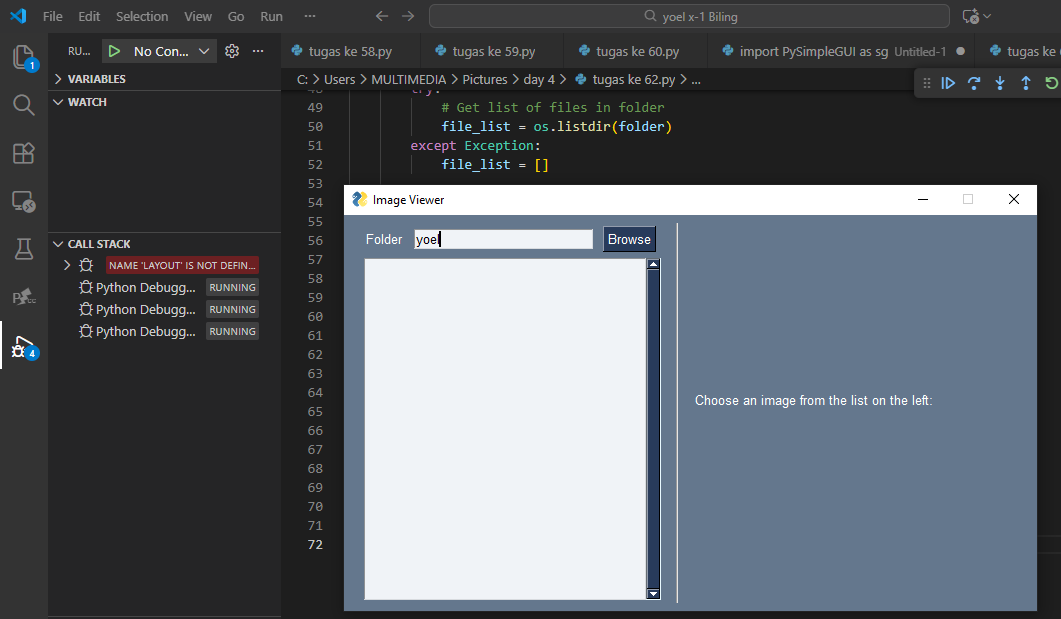 File Edit Selection View Go Run ··· yoel x-1 Biling
RU... No Con... ···
tugas ke 58.py tugas ke 59.py tugas ke 60.py import PySimpleGUI as sg Untitled-1 tugas ke
C: > Users > MULTIMEDIA > Pictures > day 4 > tugas ke 62.py > ...
VARIABLES
WATCH
CALL STACK
NAME 'LAYOUT' IS NOT DEFIN...
Python Debugg... RUNNING
Python Debugg... RUNNING
Python Debugg... RUNNING
1
4
48 try:
49 # Get list of files in folder
50 file_list = os.listdir(folder)
51 except Exception:
52 file_list = []
53
54
55
56
57
58
59
60
61
62
63
64
65
66
67
68
69
70
71
72
Image Viewer
Folder yoel Browse
Choose an image from the list on the left: